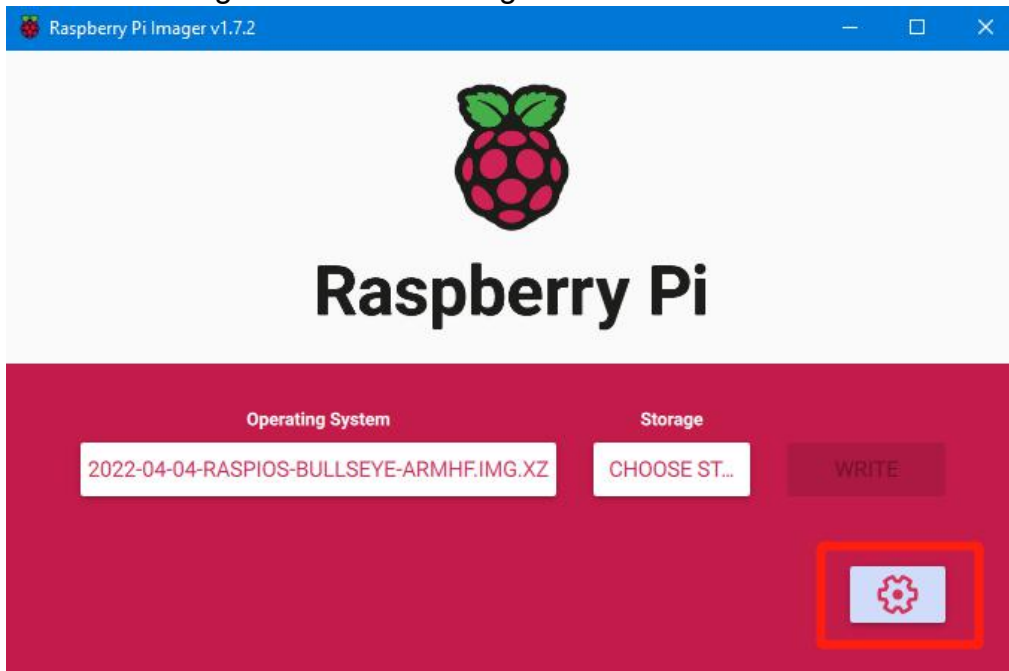 Raspberry Pi Imager v1.7.2
Raspberry Pi
Operating System
Storage
2022-04-04-RASPIOS-BULLSEYE-ARMHF.IMG.XZ
CHOOSE ST...
WRITE